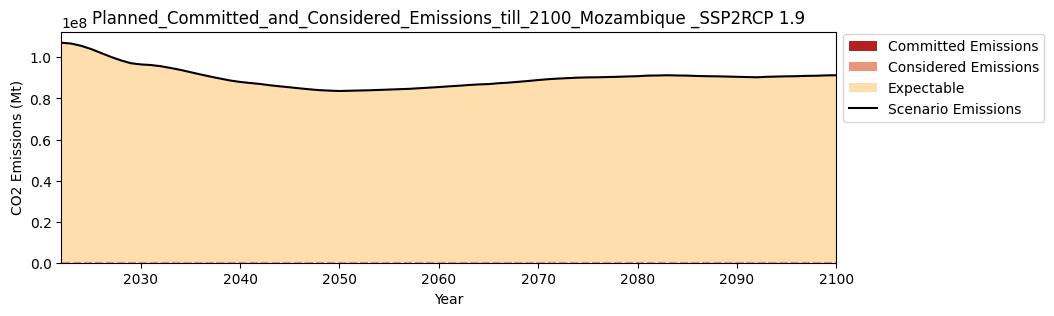 Planned_Committed_and_Considered_Emissions_till_2100_Mozambique _SSP2RCP 1.9
1e8
1.0
0.8
0.6
0.4
0.2
0.0
CO2 Emissions (Mt)
2030 2040 2050 2060 2070 2080 2090 2100
Year
Committed Emissions
Considered Emissions
Expectable
Scenario Emissions